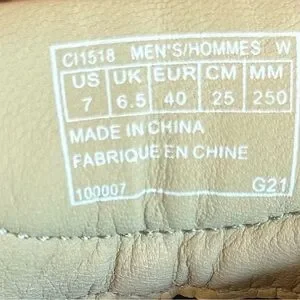 CI1518 MEN'S/HOMMES W
US UK EUR CM MM
7 6.5 40 25 250
MADE IN CHINA
FABRIQUE EN CHINE
100007 G21